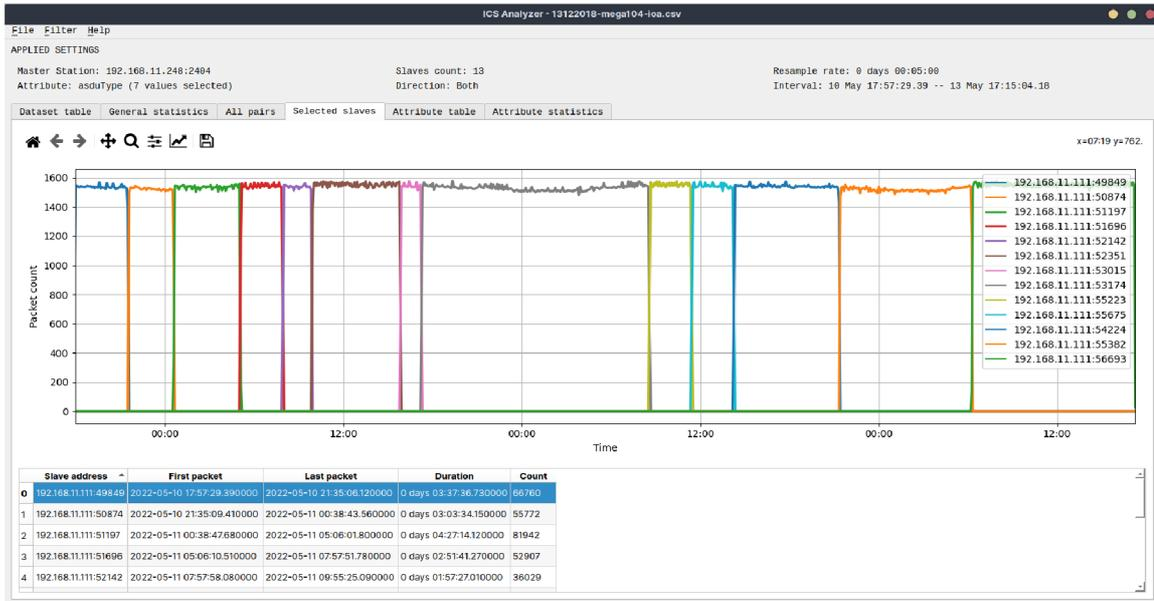 ICS Analyzer - 13122018-mega104-ioa.csv
File Filter Help
APPLIED SETTINGS
Master Station: 192.168.11.248:2404 Slaves count: 13 Resample rate: 0 days 00:05:00
Attribute: asduType (7 values selected) Direction: Both Interval: 10 May 17:57:29.39 -- 13 May 17:15:04.18
Dataset table General statistics All pairs Selected slaves Attribute table Attribute statistics
x=07:19 y=762.
1600
1400
1200
1000
800
600
400
200
0
Packet count
192.168.11.111:49849
192.168.11.111:50874
192.168.11.111:51197
192.168.11.111:51696
192.168.11.111:52142
192.168.11.111:52351
192.168.11.111:53015
192.168.11.111:53174
192.168.11.111:55223
192.168.11.111:55675
192.168.11.111:54224
192.168.11.111:55382
192.168.11.111:56693
00:00 12:00 00:00 12:00 00:00 12:00
Time
Slave address First packet Last packet Duration Count
0 192.168.11.111:49849 2022-05-10 17:57:29.390000 2022-05-10 21:35:06.120000 0 days 03:37:36.730000 66760
1 192.168.11.111:50874 2022-05-10 21:35:09.410000 2022-05-11 00:38:43.560000 0 days 03:03:34.150000 55772
2 192.168.11.111:51197 2022-05-11 00:38:47.680000 2022-05-11 05:06:01.800000 0 days 04:27:14.120000 81942
3 192.168.11.111:51696 2022-05-11 05:06:10.510000 2022-05-11 07:57:51.780000 0 days 02:51:41.270000 52907
4 192.168.11.111:52142 2022-05-11 07:57:58.080000 2022-05-11 09:55:25.090000 0 days 01:57:27.010000 36029